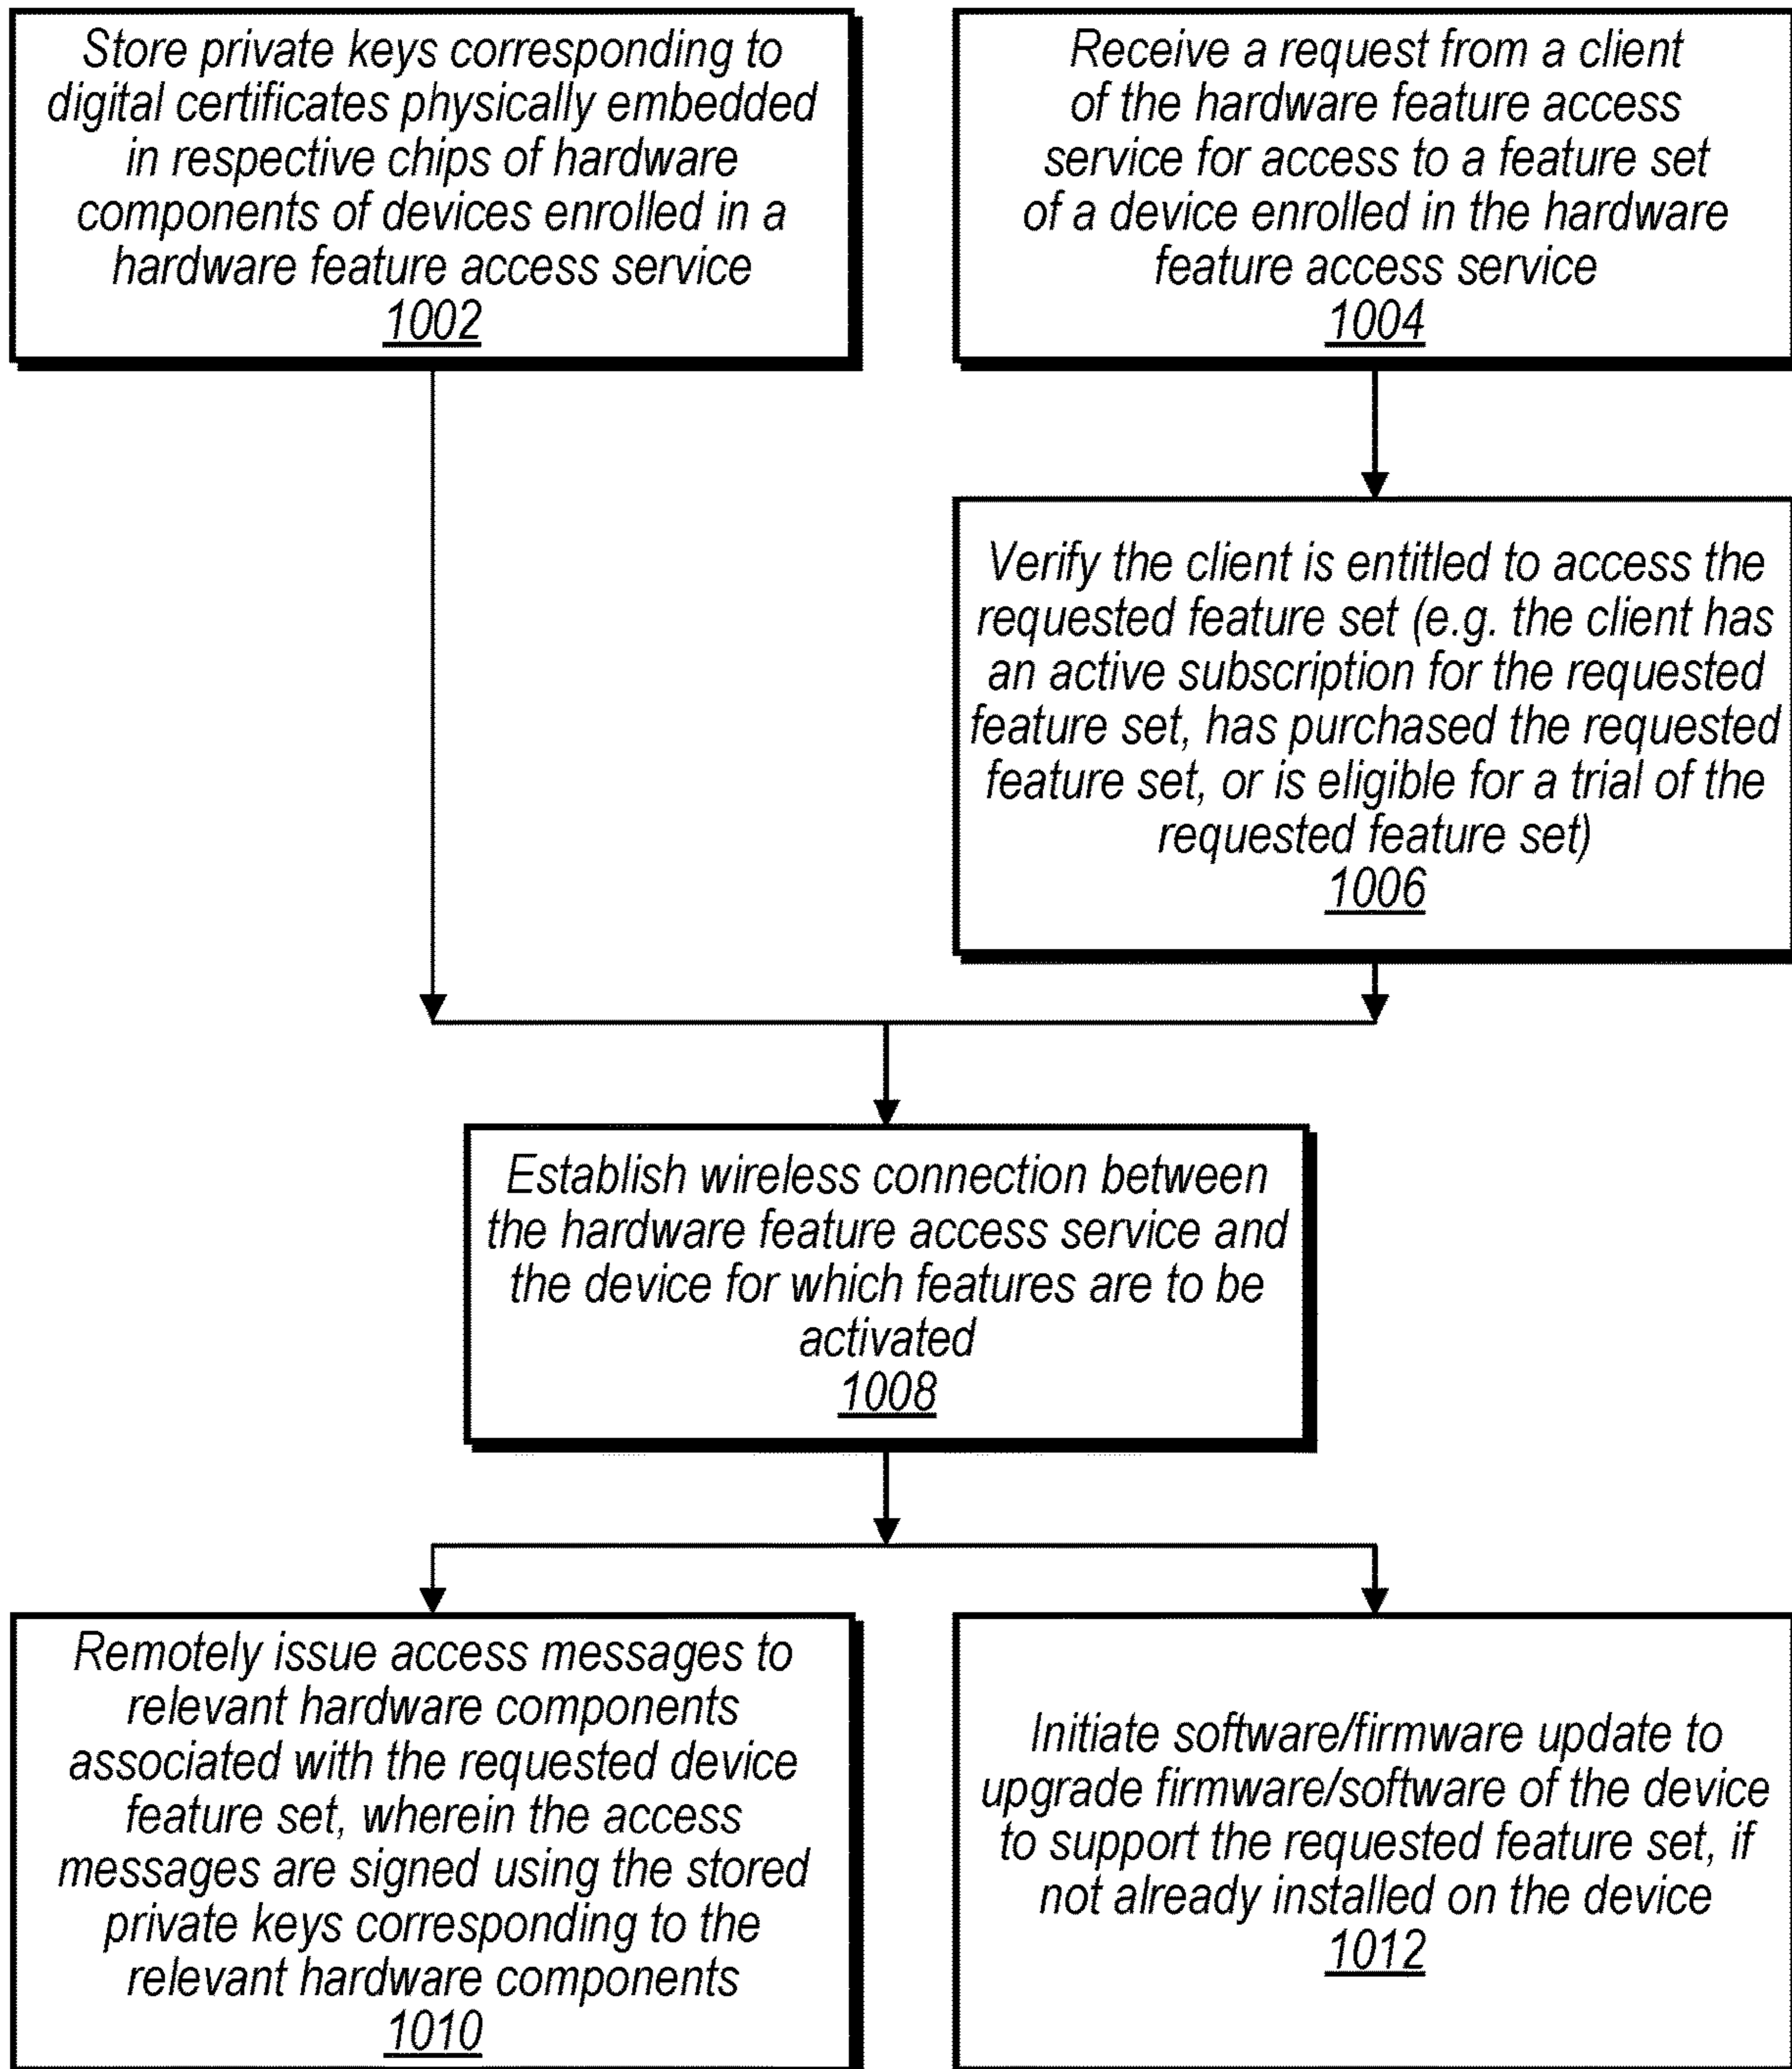 Store private keys corresponding to
digital certificates physically embedded
in respective chips of hardware
components of devices enrolled in a
hardware feature access service
1002
Receive a request from a client
of the hardware feature access
service for access to a feature set
of a device enrolled in the hardware
feature access service
1004
Verify the client is entitled to access the
requested feature set (e.g. the client has
an active subscription for the requested
feature set, has purchased the requested
feature set, or is eligible for a trial of the
requested feature set)
1006
Establish wireless connection between
the hardware feature access service and
the device for which features are to be
activated
1008
Remotely issue access messages to
relevant hardware components
associated with the requested device
feature set, wherein the access
messages are signed using the stored
private keys corresponding to the
relevant hardware components
1010
Initiate software/firmware update to
upgrade firmware/software of the device
to support the requested feature set, if
not already installed on the device
1012